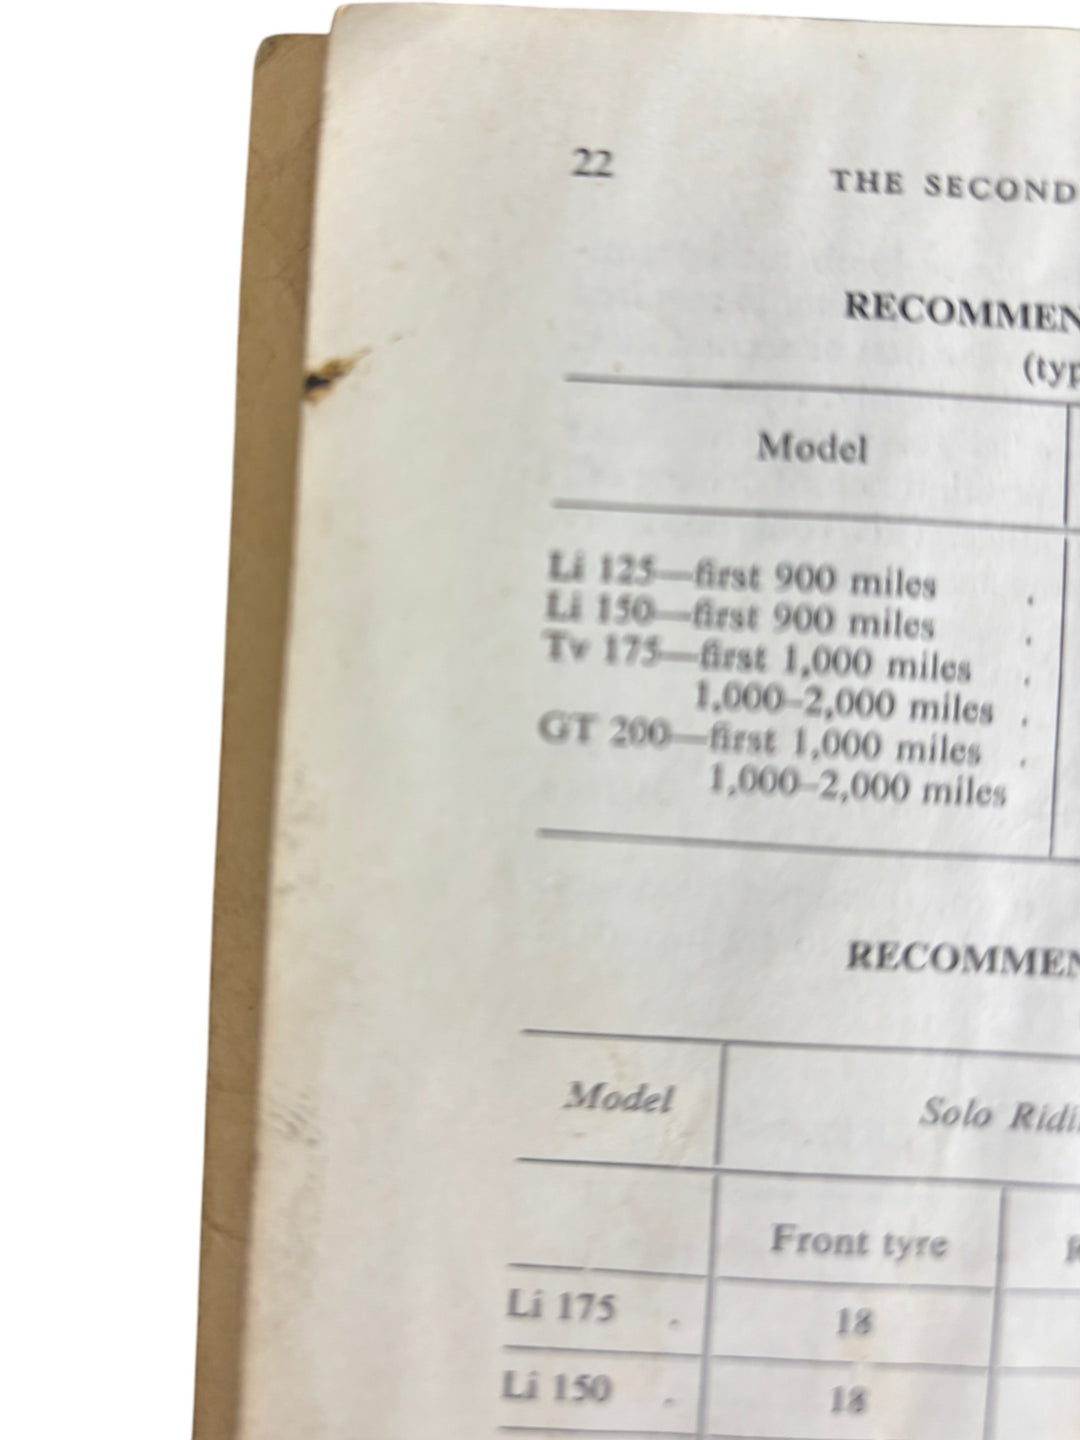 22 THE SECOND
RECOMMEN
(typ
Model
Li 125—first 900 miles .
Li 150—first 900 miles .
Tv 175—first 1,000 miles .
1,000–2,000 miles .
GT 200—first 1,000 miles .
1,000–2,000 miles
RECOMMEN
Model Solo Ridi
Front tyre
Li 175 . 18
Li 150 . 18